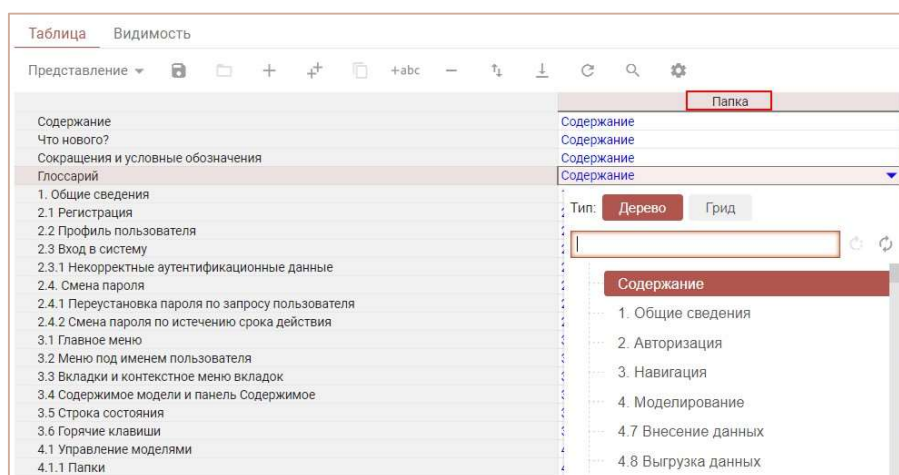 Таблица Видимость
Представление +abc
Папка
Содержание Содержание
Что нового? Содержание
Сокращения и условные обозначения Содержание
Глоссарий Содержание
1. Общие сведения
2.1 Регистрация Тип: Дерево Грид
2.2 Профиль пользователя
2.3 Вход в систему
2.3.1 Некорректные аутентификационные данные
2.4. Смена пароля Содержание
2.4.1 Переустановка пароля по запросу пользователя
2.4.2 Смена пароля по истечению срока действия 1. Общие сведения
3.1 Главное меню 2. Авторизация
3.2 Меню под именем пользователя
3.3 Вкладки и контекстное меню вкладок 3. Навигация
3.4 Содержимое модели и панель Содержимое
3.5 Строка состояния 4. Моделирование
3.6 Горячие клавиши 4.7 Внесение данных
4.1 Управление моделями
4.1.1 Папки 4.8 Выгрузка данных